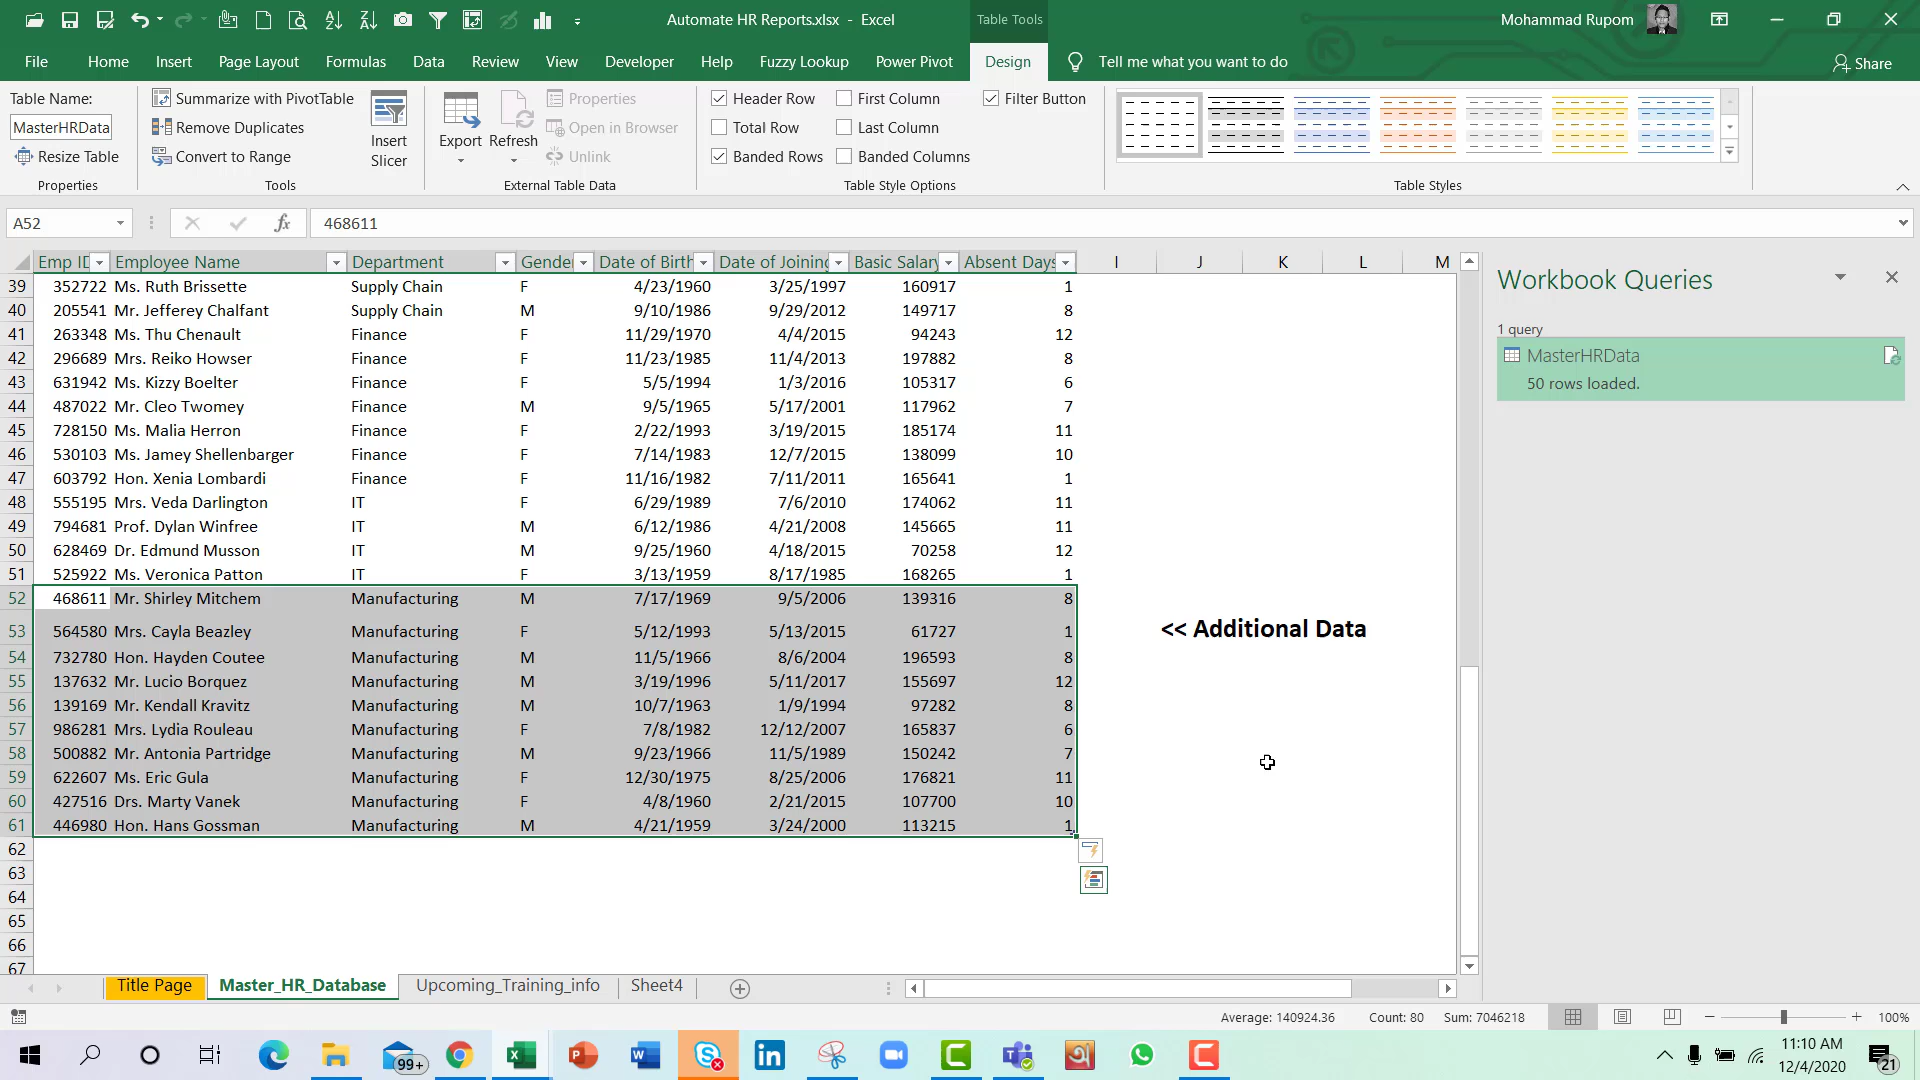 Automate HR Reports.xlsx - Excel
Table Tools
Mohammad Rupom
File Home Insert Page Layout Formulas Data Review View Developer Help Fuzzy Lookup Power Pivot Design Tell me what you want to do Share
Table Name:
MasterHRData
Resize Table
Properties
Summarize with PivotTable
Remove Duplicates
Convert to Range
Tools
Insert
Slicer
Export
Refresh
Properties
Open in Browser
Unlink
External Table Data
Header Row First Column Filter Button
Total Row Last Column
Banded Rows Banded Columns
Table Style Options
Table Styles
A52 fx 468611
Emp ID Employee Name Department Gende Date of Birth Date of Joining Basic Salary Absent Days I J K L M
39 352722 Ms. Ruth Brissette Supply Chain F 4/23/1960 3/25/1997 160917 1
40 205541 Mr. Jefferey Chalfant Supply Chain M 9/10/1986 9/29/2012 149717 8
41 263348 Ms. Thu Chenault Finance F 11/29/1970 4/4/2015 94243 12
42 296689 Mrs. Reiko Howser Finance F 11/23/1985 11/4/2013 197882 8
43 631942 Ms. Kizzy Boelter Finance F 5/5/1994 1/3/2016 105317 6
44 487022 Mr. Cleo Twomey Finance M 9/5/1965 5/17/2001 117962 7
45 728150 Ms. Malia Herron Finance F 2/22/1993 3/19/2015 185174 11
46 530103 Ms. Jamey Shellenbarger Finance F 7/14/1983 12/7/2015 138099 10
47 603792 Hon. Xenia Lombardi Finance F 11/16/1982 7/11/2011 165641 1
48 555195 Mrs. Veda Darlington IT F 6/29/1989 7/6/2010 174062 11
49 794681 Prof. Dylan Winfree IT M 6/12/1986 4/21/2008 145665 11
50 628469 Dr. Edmund Musson IT M 9/25/1960 4/18/2015 70258 12
51 525922 Ms. Veronica Patton IT F 3/13/1959 8/17/1985 168265 1
52 468611 Mr. Shirley Mitchem Manufacturing M 7/17/1969 9/5/2006 139316 8
53 564580 Mrs. Cayla Beazley Manufacturing F 5/12/1993 5/13/2015 61727 1
54 732780 Hon. Hayden Coutee Manufacturing M 11/5/1966 8/6/2004 196593 8
55 137632 Mr. Lucio Borquez Manufacturing M 3/19/1996 5/11/2017 155697 12
56 139169 Mr. Kendall Kravitz Manufacturing M 10/7/1963 1/9/1994 97282 8
57 986281 Mrs. Lydia Rouleau Manufacturing F 7/8/1982 12/12/2007 165837 6
58 500882 Mr. Antonia Partridge Manufacturing M 9/23/1966 11/5/1989 150242 7
59 622607 Ms. Eric Gula Manufacturing F 12/30/1975 8/25/2006 176821 11
60 427516 Drs. Marty Vanek Manufacturing F 4/8/1960 2/21/2015 107700 10
61 446980 Hon. Hans Gossman Manufacturing M 4/21/1959 3/24/2000 113215 1
62
63
64
65
66
67
<< Additional Data
Workbook Queries
1 query
MasterHRData
50 rows loaded.
Title Page Master_HR_Database Upcoming_Training_info Sheet4
Average: 140924.36 Count: 80 Sum: 7046218 100%
99+
11:10 AM
12/4/2020
21